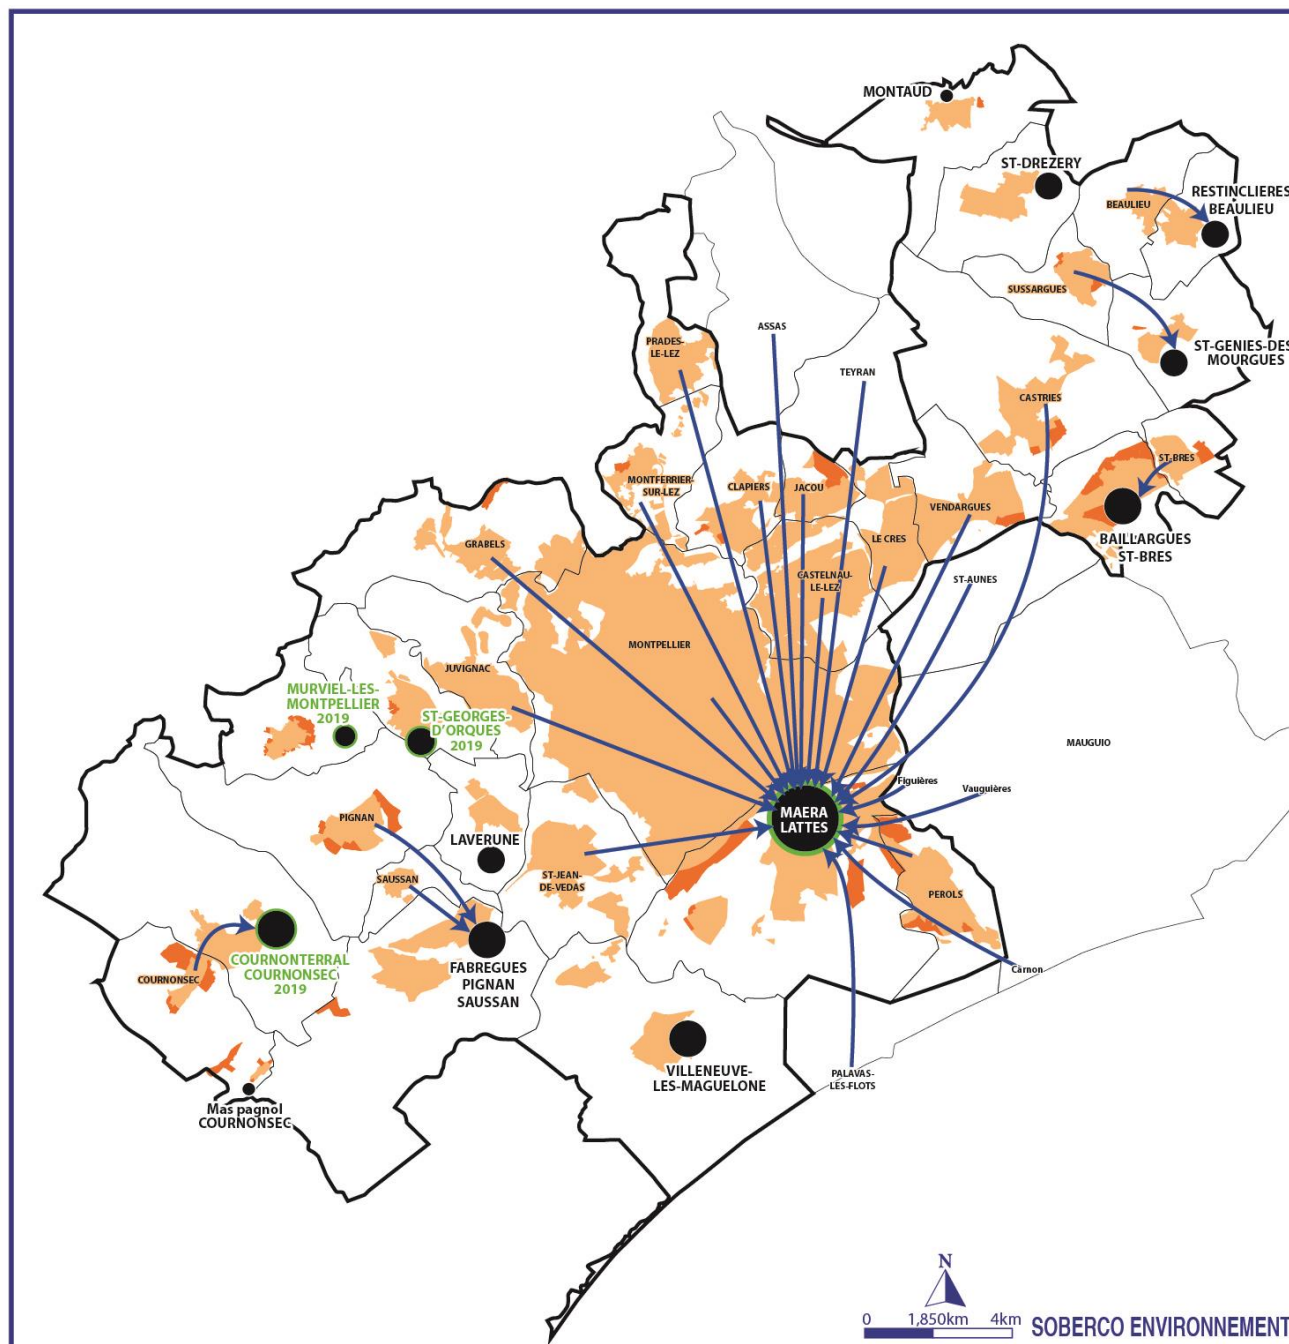 MONTAUD
ST-DREZERY
RESTINCLIERES
BEAULIEU
BEAULIEU
SUSSARGUES
ST-GENIES-DES
MOURGUES
ASSAS
PRADES-
LE-LEZ
TEYRAN
CASTRIES
ST-BRES
MONTFERRIER-
SUR-LEZ
CLAPIERS
JACOU
VENDARGUES
BAILLARGUES
ST-BRES
GRABELS
LE CRES
CASTELNAU-
LE-LEZ
ST-AUNES
MONTPELLIER
JUVIGNAC
MURVIEL-LES-
MONTPELLIER
2019
ST-GEORGES-
D'ORQUES
2019
MAUGUIO
Figuières
Vauguières
MAERA
LATTES
PIGNAN
LAVERUNE
SAUSSAN
ST-JEAN-
DE-VEDAS
PEROLS
COURNONTERRAL
COURNONSEC
2019
COURNONSEC
FABREGUES
PIGNAN
SAUSSAN
Carnon
VILLENEUVE-
LES-MAGUELONE
PALAVAS-
LES-FLOTS
Mas pagnol
COURNONSEC
N
0 1,850km 4km
SOBERCO ENVIRONNEMENT